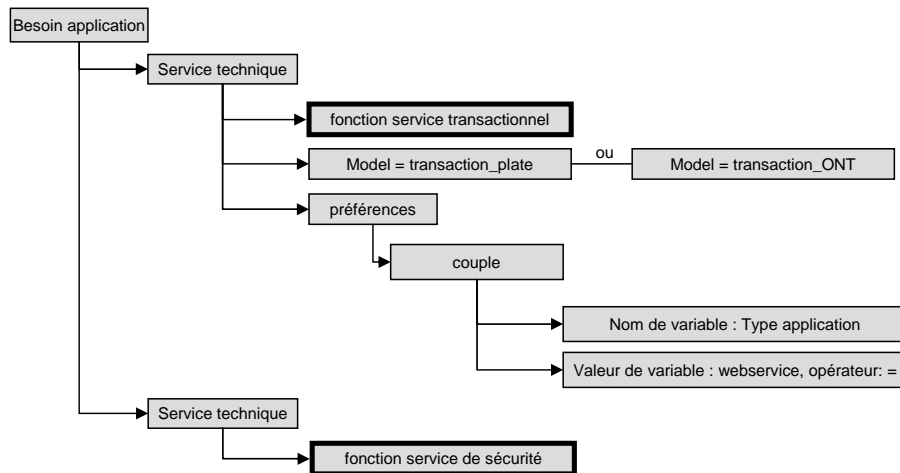 Besoin application
Service technique
fonction service transactionnel
Model = transaction_plate
ou
Model = transaction_ONT
préférences
couple
Nom de variable : Type application
Valeur de variable : webservice, opérateur: =
Service technique
fonction service de sécurité